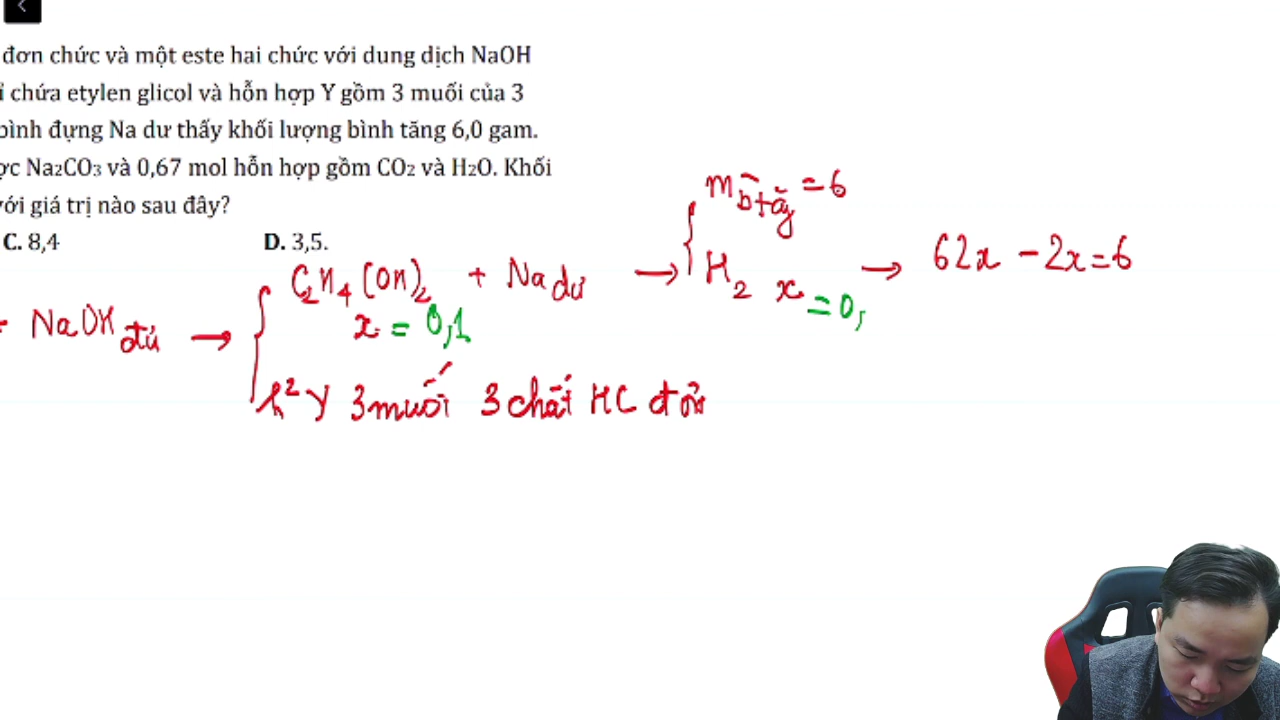 đơn chức và một este hai chức với dung dịch NaOH
chứa etylen glicol và hỗn hợp Y gồm 3 muối của 3
bình đựng Na dư thấy khối lượng bình tăng 6,0 gam.
Na₂CO₃ và 0,67 mol hỗn hợp gồm CO₂ và H₂O. Khối
với giá trị nào sau đây?
C. 8,4 D. 3,5.
m b tăng = 6
C₂H₄(OH)₂ + Na dư → H₂ x → 62x - 2x = 6
x = 0,1 = 0,
NaOH đủ →
h² Y 3 muối 3 chất HC đơn